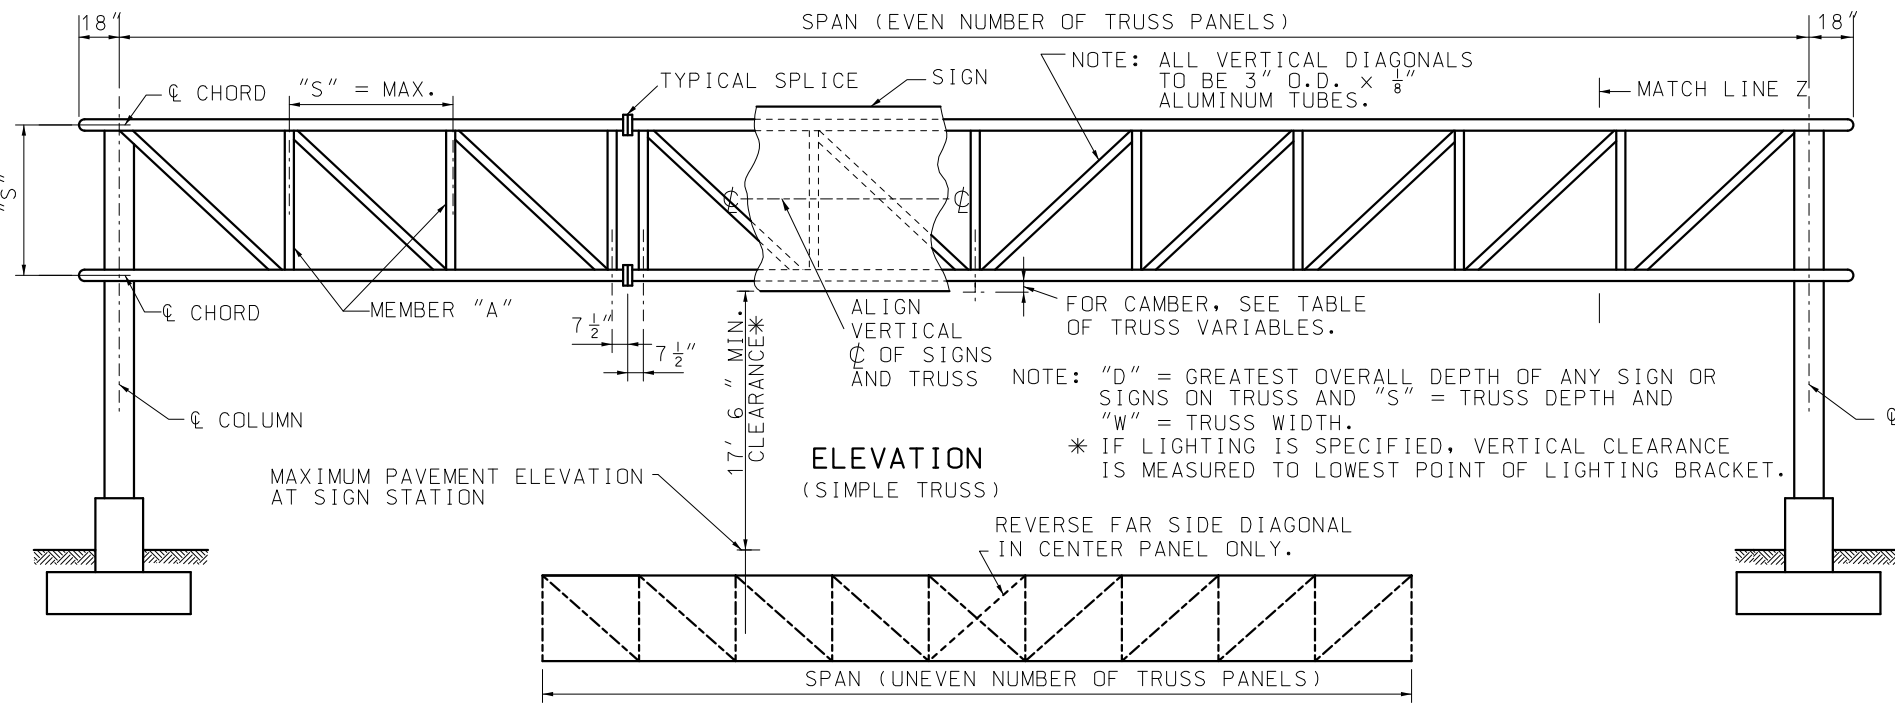 18"
SPAN (EVEN NUMBER OF TRUSS PANELS)
18"
℄ CHORD
"S" = MAX.
TYPICAL SPLICE
SIGN
NOTE: ALL VERTICAL DIAGONALS
TO BE 3" O.D. x 1/8"
ALUMINUM TUBES.
MATCH LINE Z
"S"
℄
℄
℄ CHORD
MEMBER "A"
7 1/2"
7 1/2"
17' 6" MIN.
CLEARANCE*
ALIGN
VERTICAL
℄ OF SIGNS
AND TRUSS
FOR CAMBER, SEE TABLE
OF TRUSS VARIABLES.
NOTE: "D" = GREATEST OVERALL DEPTH OF ANY SIGN OR
SIGNS ON TRUSS AND "S" = TRUSS DEPTH AND
"W" = TRUSS WIDTH.
* IF LIGHTING IS SPECIFIED, VERTICAL CLEARANCE
IS MEASURED TO LOWEST POINT OF LIGHTING BRACKET.
℄ COLUMN
℄
ELEVATION
(SIMPLE TRUSS)
MAXIMUM PAVEMENT ELEVATION
AT SIGN STATION
REVERSE FAR SIDE DIAGONAL
IN CENTER PANEL ONLY.
SPAN (UNEVEN NUMBER OF TRUSS PANELS)